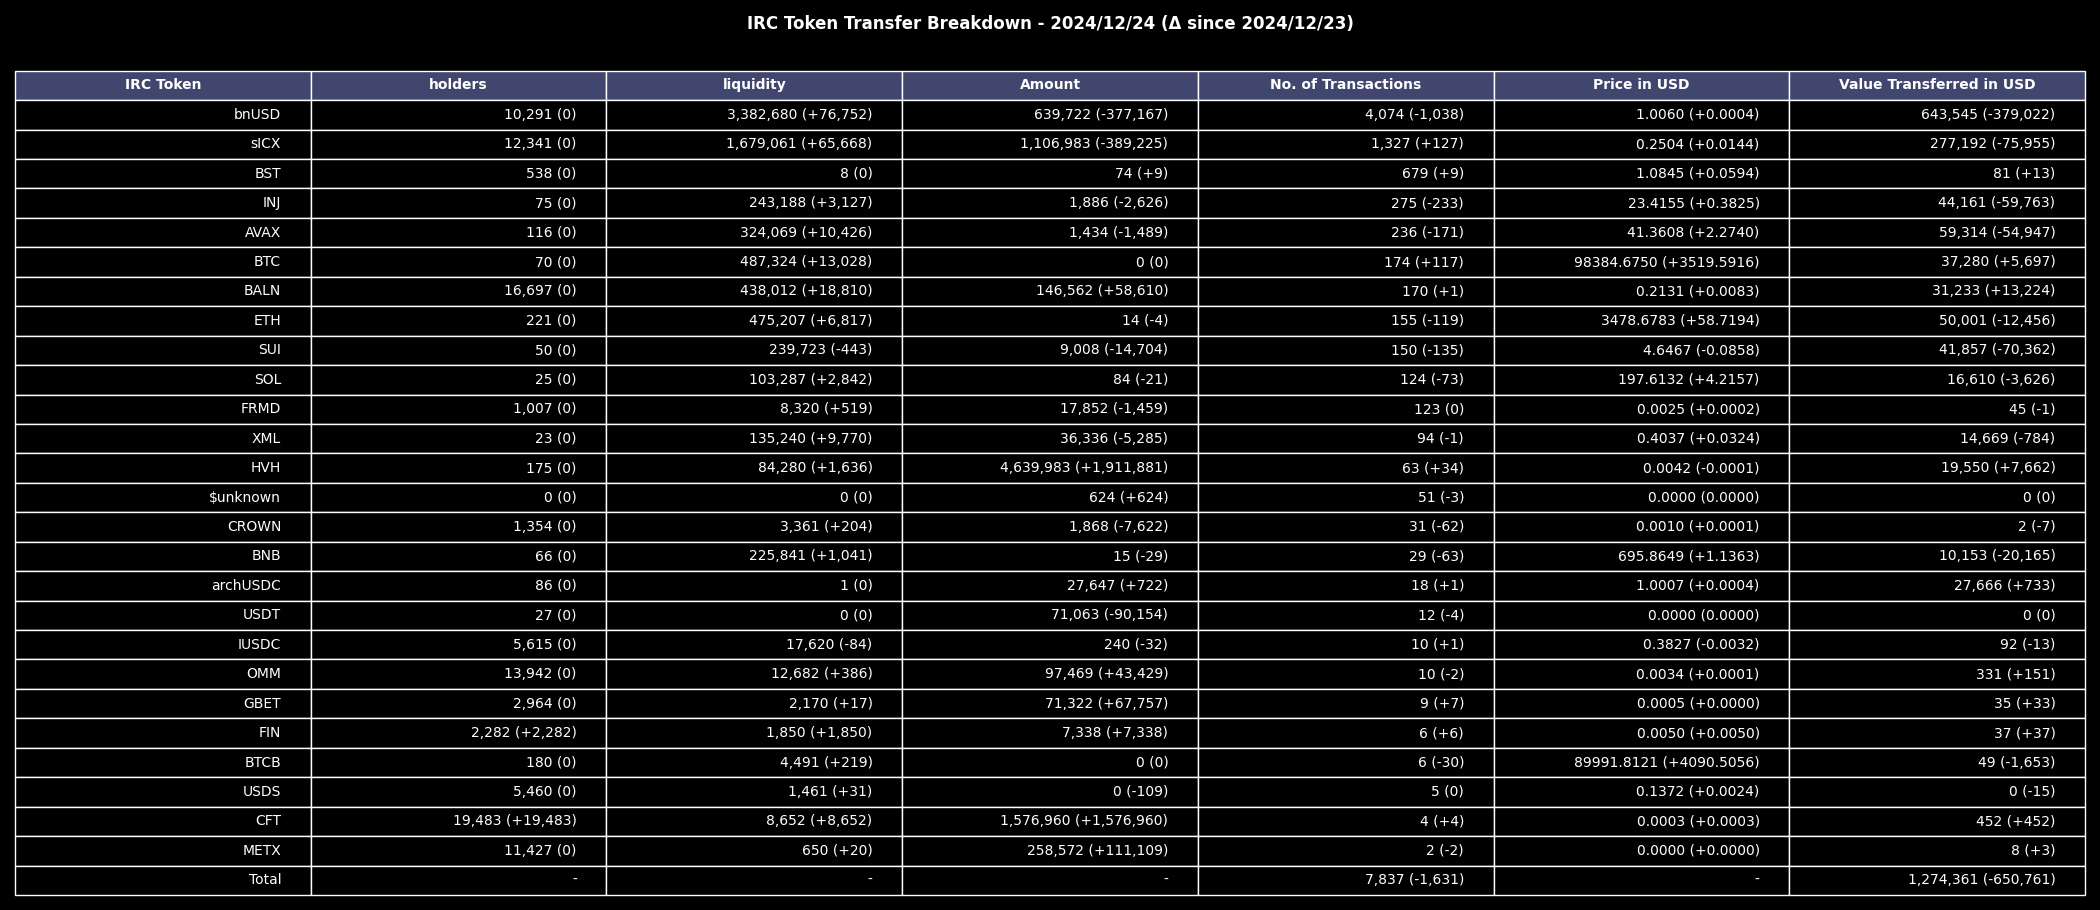 IRC Token Transfer Breakdown - 2024/12/24 (Δ since 2024/12/23)
IRC Token holders liquidity Amount No. of Transactions Price in USD Value Transferred in USD
bnUSD 10,291 (0) 3,382,680 (+76,752) 639,722 (-377,167) 4,074 (-1,038) 1.0060 (+0.0004) 643,545 (-379,022)
sICX 12,341 (0) 1,679,061 (+65,668) 1,106,983 (-389,225) 1,327 (+127) 0.2504 (+0.0144) 277,192 (-75,955)
BST 538 (0) 8 (0) 74 (+9) 679 (+9) 1.0845 (+0.0594) 81 (+13)
INJ 75 (0) 243,188 (+3,127) 1,886 (-2,626) 275 (-233) 23.4155 (+0.3825) 44,161 (-59,763)
AVAX 116 (0) 324,069 (+10,426) 1,434 (-1,489) 236 (-171) 41.3608 (+2.2740) 59,314 (-54,947)
BTC 70 (0) 487,324 (+13,028) 0 (0) 174 (+117) 98384.6750 (+3519.5916) 37,280 (+5,697)
BALN 16,697 (0) 438,012 (+18,810) 146,562 (+58,610) 170 (+1) 0.2131 (+0.0083) 31,233 (+13,224)
ETH 221 (0) 475,207 (+6,817) 14 (-4) 155 (-119) 3478.6783 (+58.7194) 50,001 (-12,456)
SUI 50 (0) 239,723 (-443) 9,008 (-14,704) 150 (-135) 4.6467 (-0.0858) 41,857 (-70,362)
SOL 25 (0) 103,287 (+2,842) 84 (-21) 124 (-73) 197.6132 (+4.2157) 16,610 (-3,626)
FRMD 1,007 (0) 8,320 (+519) 17,852 (-1,459) 123 (0) 0.0025 (+0.0002) 45 (-1)
XML 23 (0) 135,240 (+9,770) 36,336 (-5,285) 94 (-1) 0.4037 (+0.0324) 14,669 (-784)
HVH 175 (0) 84,280 (+1,636) 4,639,983 (+1,911,881) 63 (+34) 0.0042 (-0.0001) 19,550 (+7,662)
$unknown 0 (0) 0 (0) 624 (+624) 51 (-3) 0.0000 (0.0000) 0 (0)
CROWN 1,354 (0) 3,361 (+204) 1,868 (-7,622) 31 (-62) 0.0010 (+0.0001) 2 (-7)
BNB 66 (0) 225,841 (+1,041) 15 (-29) 29 (-63) 695.8649 (+1.1363) 10,153 (-20,165)
archUSDC 86 (0) 1 (0) 27,647 (+722) 18 (+1) 1.0007 (+0.0004) 27,666 (+733)
USDT 27 (0) 0 (0) 71,063 (-90,154) 12 (-4) 0.0000 (0.0000) 0 (0)
IUSDC 5,615 (0) 17,620 (-84) 240 (-32) 10 (+1) 0.3827 (-0.0032) 92 (-13)
OMM 13,942 (0) 12,682 (+386) 97,469 (+43,429) 10 (-2) 0.0034 (+0.0001) 331 (+151)
GBET 2,964 (0) 2,170 (+17) 71,322 (+67,757) 9 (+7) 0.0005 (+0.0000) 35 (+33)
FIN 2,282 (+2,282) 1,850 (+1,850) 7,338 (+7,338) 6 (+6) 0.0050 (+0.0050) 37 (+37)
BTCB 180 (0) 4,491 (+219) 0 (0) 6 (-30) 89991.8121 (+4090.5056) 49 (-1,653)
USDS 5,460 (0) 1,461 (+31) 0 (-109) 5 (0) 0.1372 (+0.0024) 0 (-15)
CFT 19,483 (+19,483) 8,652 (+8,652) 1,576,960 (+1,576,960) 4 (+4) 0.0003 (+0.0003) 452 (+452)
METX 11,427 (0) 650 (+20) 258,572 (+111,109) 2 (-2) 0.0000 (+0.0000) 8 (+3)
Total - - - 7,837 (-1,631) - 1,274,361 (-650,761)